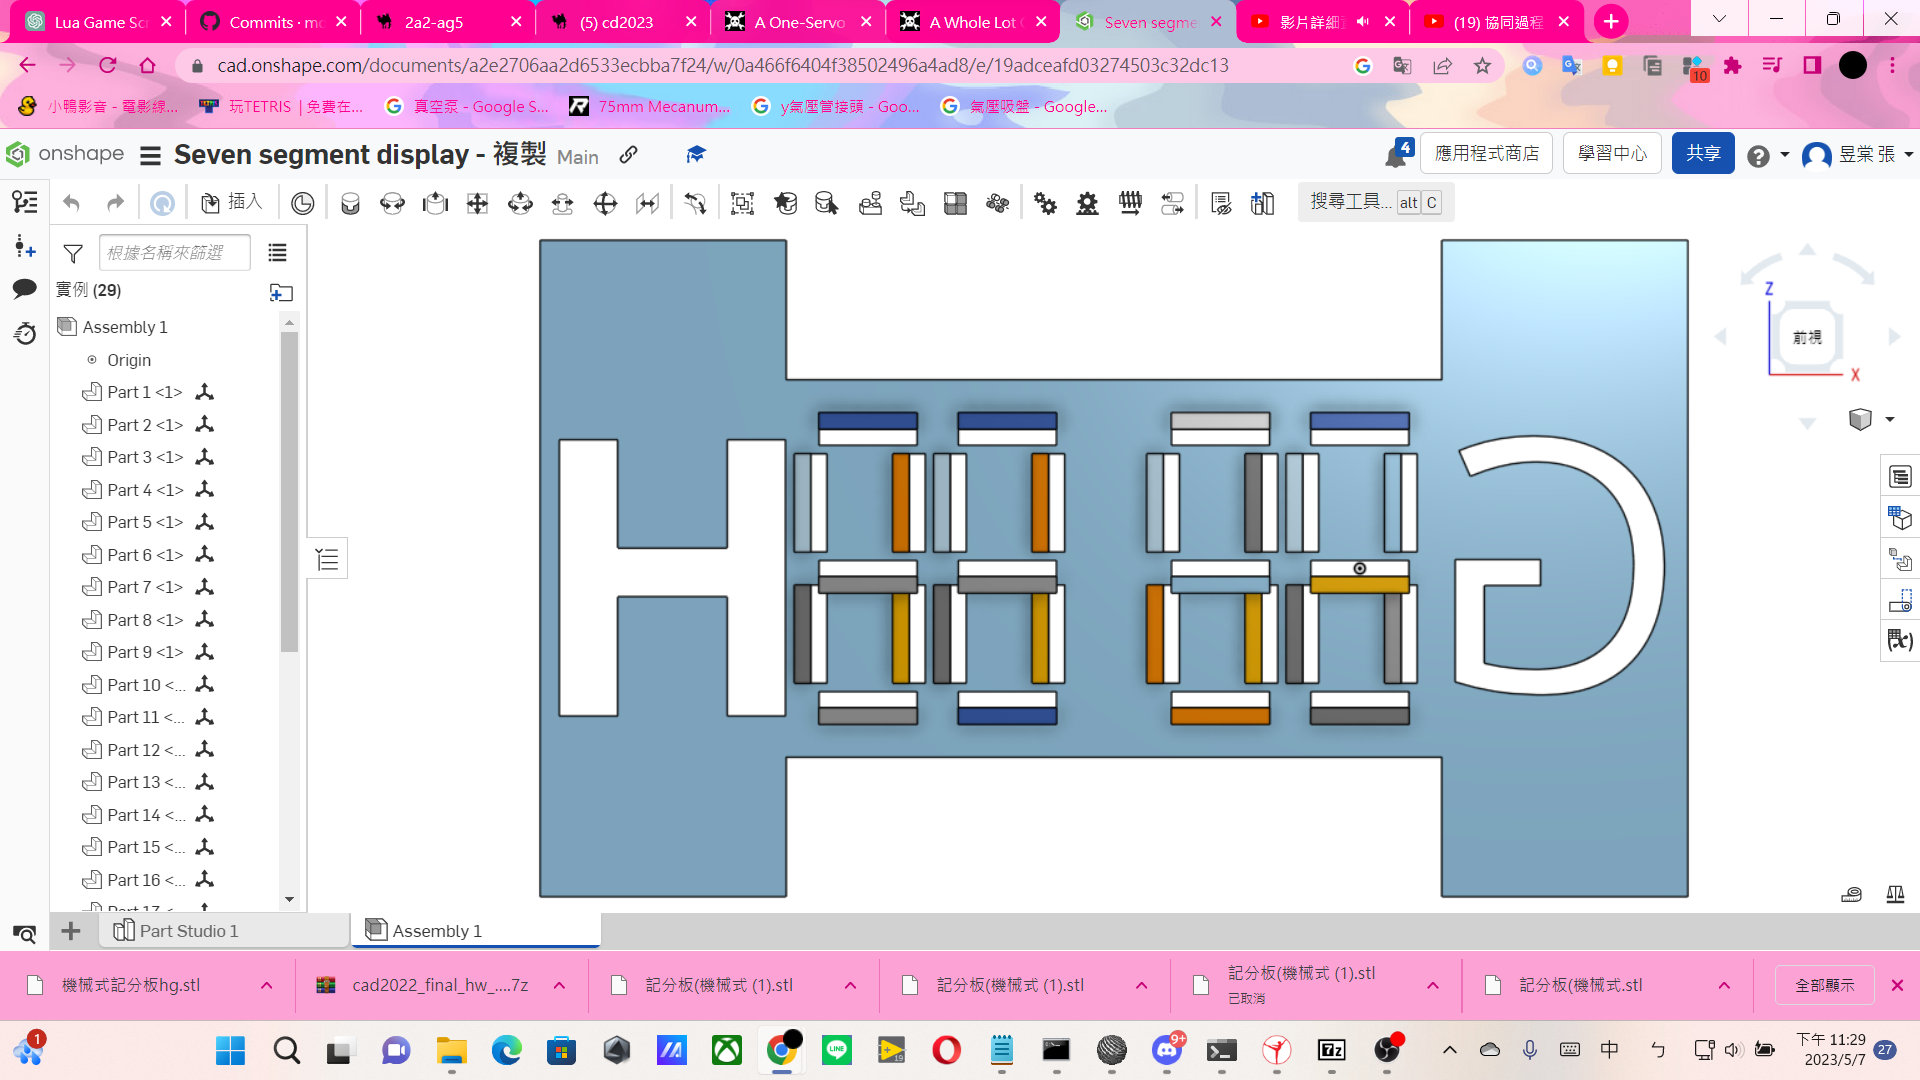 Lua Game Scr
Commits · mo
2a2-ag5
(5) cd2023
A One-Servo
A Whole Lot
Seven segme
影片詳細
(19) 協同過程
cad.onshape.com/documents/a2e2706aa2d6533ecbba7f24/w/0a466f6404f38502496a4ad8/e/19adceafd03274503c32dc13
10
小鴨影音 - 電影線...
玩TETRIS | 免費在...
真空泵 - Google S...
75mm Mecanum...
y氣壓管接頭 - Goo...
氣壓吸盤 - Google...
onshape
Seven segment display - 複製 Main
4
應用程式商店
學習中心
共享
昱棠 張
插入
搜尋工具... alt C
根據名稱來篩選
實例 (29)
Assembly 1
Origin
Part 1 <1>
Part 2 <1>
Part 3 <1>
Part 4 <1>
Part 5 <1>
Part 6 <1>
Part 7 <1>
Part 8 <1>
Part 9 <1>
Part 10 <...
Part 11 <...
Part 12 <...
Part 13 <...
Part 14 <...
Part 15 <...
Part 16 <...
Part 17 <
H
G
Z
前視
X
Part Studio 1
Assembly 1
機械式記分板hg.stl
cad2022_final_hw_....7z
記分板(機械式 (1).stl
記分板(機械式 (1).stl
記分板(機械式 (1).stl
已取消
記分板(機械式.stl
全部顯示
1
LINE
19
9+
7z
中
ㄅ
下午 11:29
2023/5/7
27